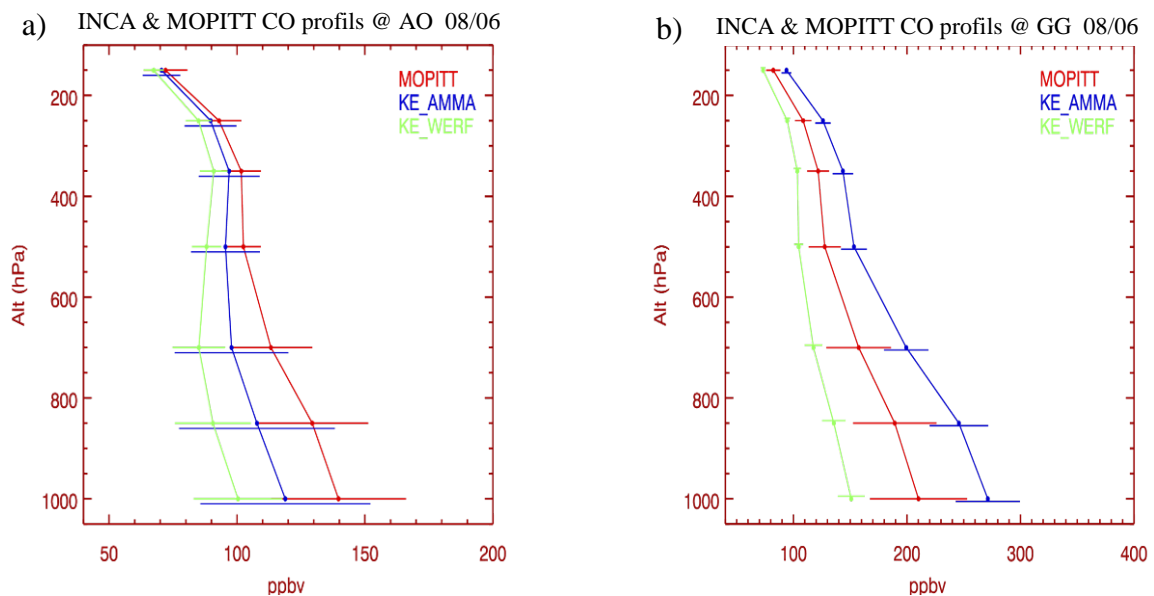 a) INCA & MOPITT CO profils @ AO 08/06
MOPITT
KE_AMMA
KE_WERF
200
400
600
800
1000
Alt (hPa)
50 100 150 200
ppbv
b) INCA & MOPITT CO profils @ GG 08/06
MOPITT
KE_AMMA
KE_WERF
200
400
600
800
1000
Alt (hPa)
100 200 300 400
ppbv